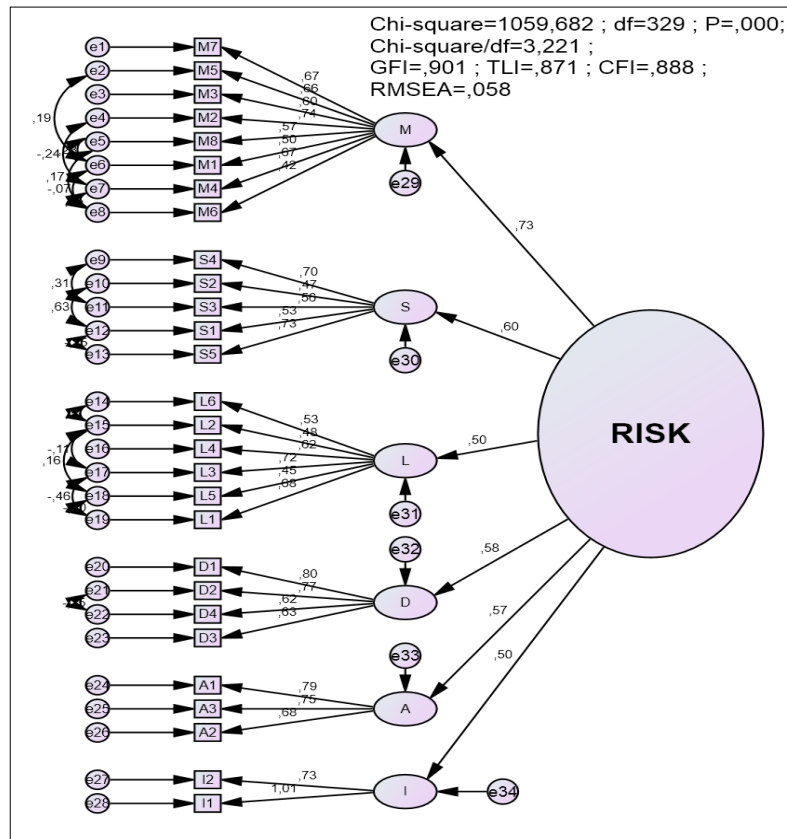 Chi-square=1059,682 ; df=329 ; P=,000;
Chi-square/df=3,221 ;
GFI=,901 ; TLI=,871 ; CFI=,888 ;
RMSEA=,058
e1 M7 ,67
e2 M5 ,66
e3 M3 ,60
e4 M2 ,74
e5 M8 ,57
e6 M1 ,50
e7 M4 ,67
e8 M6 ,42
,19
-,24
,17
-,07
M
e29
,73
e9 S4 ,70
e10 S2 ,47
e11 S3 ,56
e12 S1 ,53
e13 S5 ,73
,31
,63
S
e30
,60
e14 L6 ,53
e15 L2 ,48
e16 L4 ,62
e17 L3 ,72
e18 L5 ,45
e19 L1 ,68
-,11
,16
-,46
L
e31
,50
RISK
e32
e20 D1 ,80
e21 D2 ,77
e22 D4 ,62
e23 D3 ,63
D
,58
e33
e24 A1 ,79
e25 A3 ,75
e26 A2 ,68
A
,57
e27 I2 ,73
e28 I1 1,01
I
e34
,50